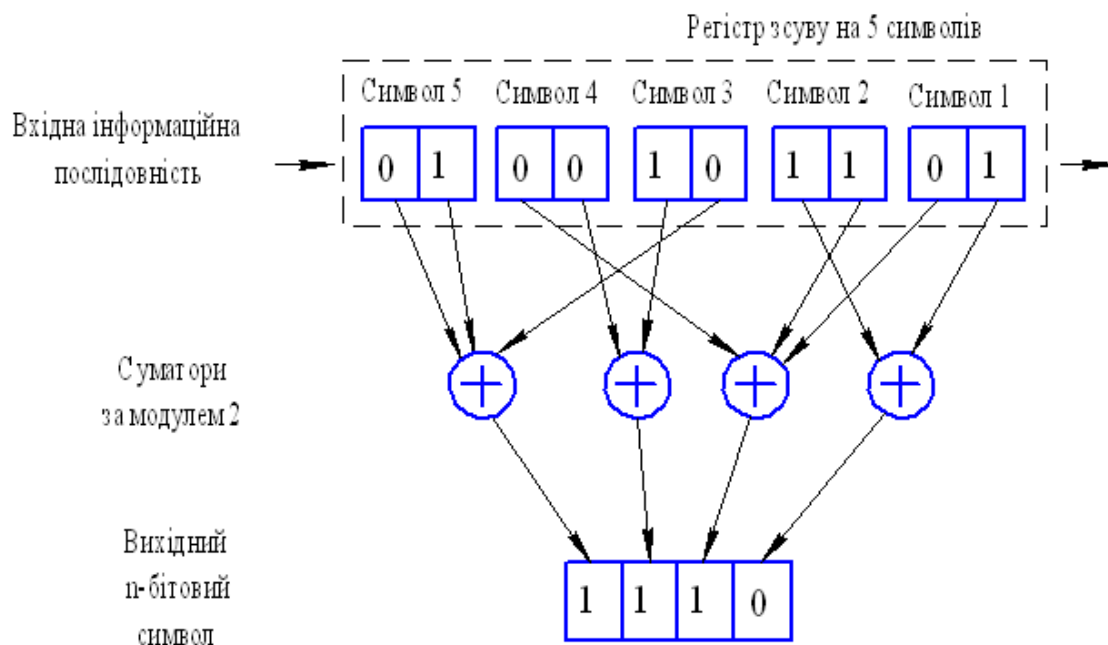 Регістр зсуву на 5 символів
Символ 5 Символ 4 Символ 3 Символ 2 Символ 1
Вхідна інформаційна
послідовність
0 1 0 0 1 0 1 1 0 1
Суматори
за модулем 2
Вихідний
n-бітовий
символ
1 1 1 0